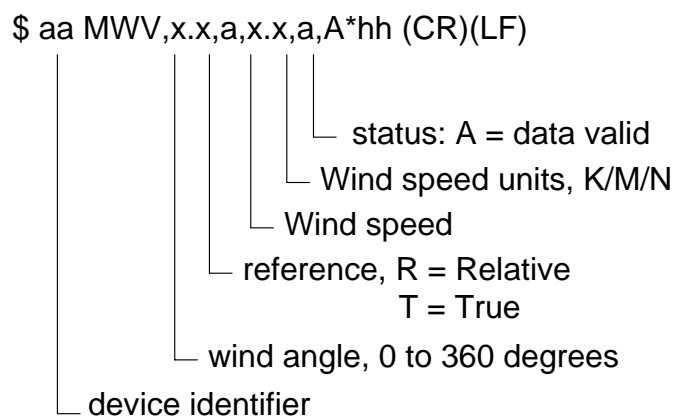 $ aa MWV,x.x,a,x.x,a,A*hh (CR)(LF)
status: A = data valid
Wind speed units, K/M/N
Wind speed
reference, R = Relative
T = True
wind angle, 0 to 360 degrees
device identifier